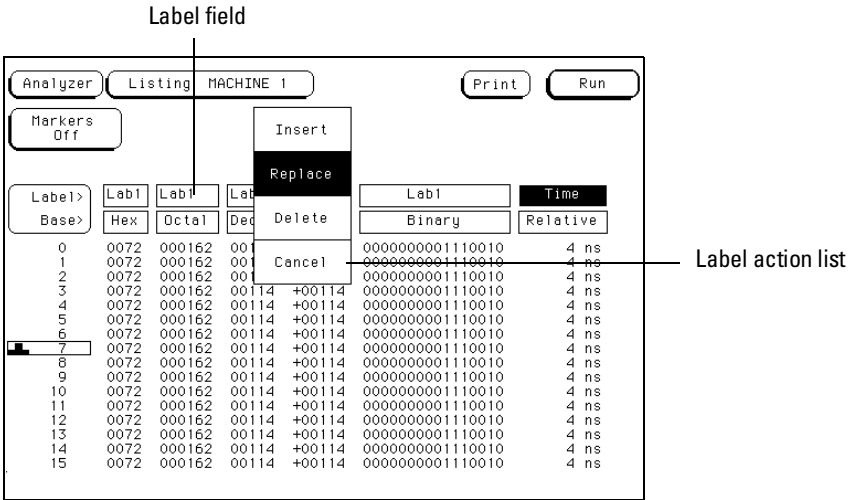 Label field
Analyzer Listing MACHINE 1 Print Run
Markers
Off
Insert
Replace
Delete
Cancel
Label action list
Label> Lab1 Lab1 Lab Lab1 Time
Base> Hex Octal Dec Binary Relative
0 0072 000162 001 0000000001110010 4 ns
1 0072 000162 001 0000000001110010 4 ns
2 0072 000162 001 0000000001110010 4 ns
3 0072 000162 00114 +00114 0000000001110010 4 ns
4 0072 000162 00114 +00114 0000000001110010 4 ns
5 0072 000162 00114 +00114 0000000001110010 4 ns
6 0072 000162 00114 +00114 0000000001110010 4 ns
7 0072 000162 00114 +00114 0000000001110010 4 ns
8 0072 000162 00114 +00114 0000000001110010 4 ns
9 0072 000162 00114 +00114 0000000001110010 4 ns
10 0072 000162 00114 +00114 0000000001110010 4 ns
11 0072 000162 00114 +00114 0000000001110010 4 ns
12 0072 000162 00114 +00114 0000000001110010 4 ns
13 0072 000162 00114 +00114 0000000001110010 4 ns
14 0072 000162 00114 +00114 0000000001110010 4 ns
15 0072 000162 00114 +00114 0000000001110010 4 ns